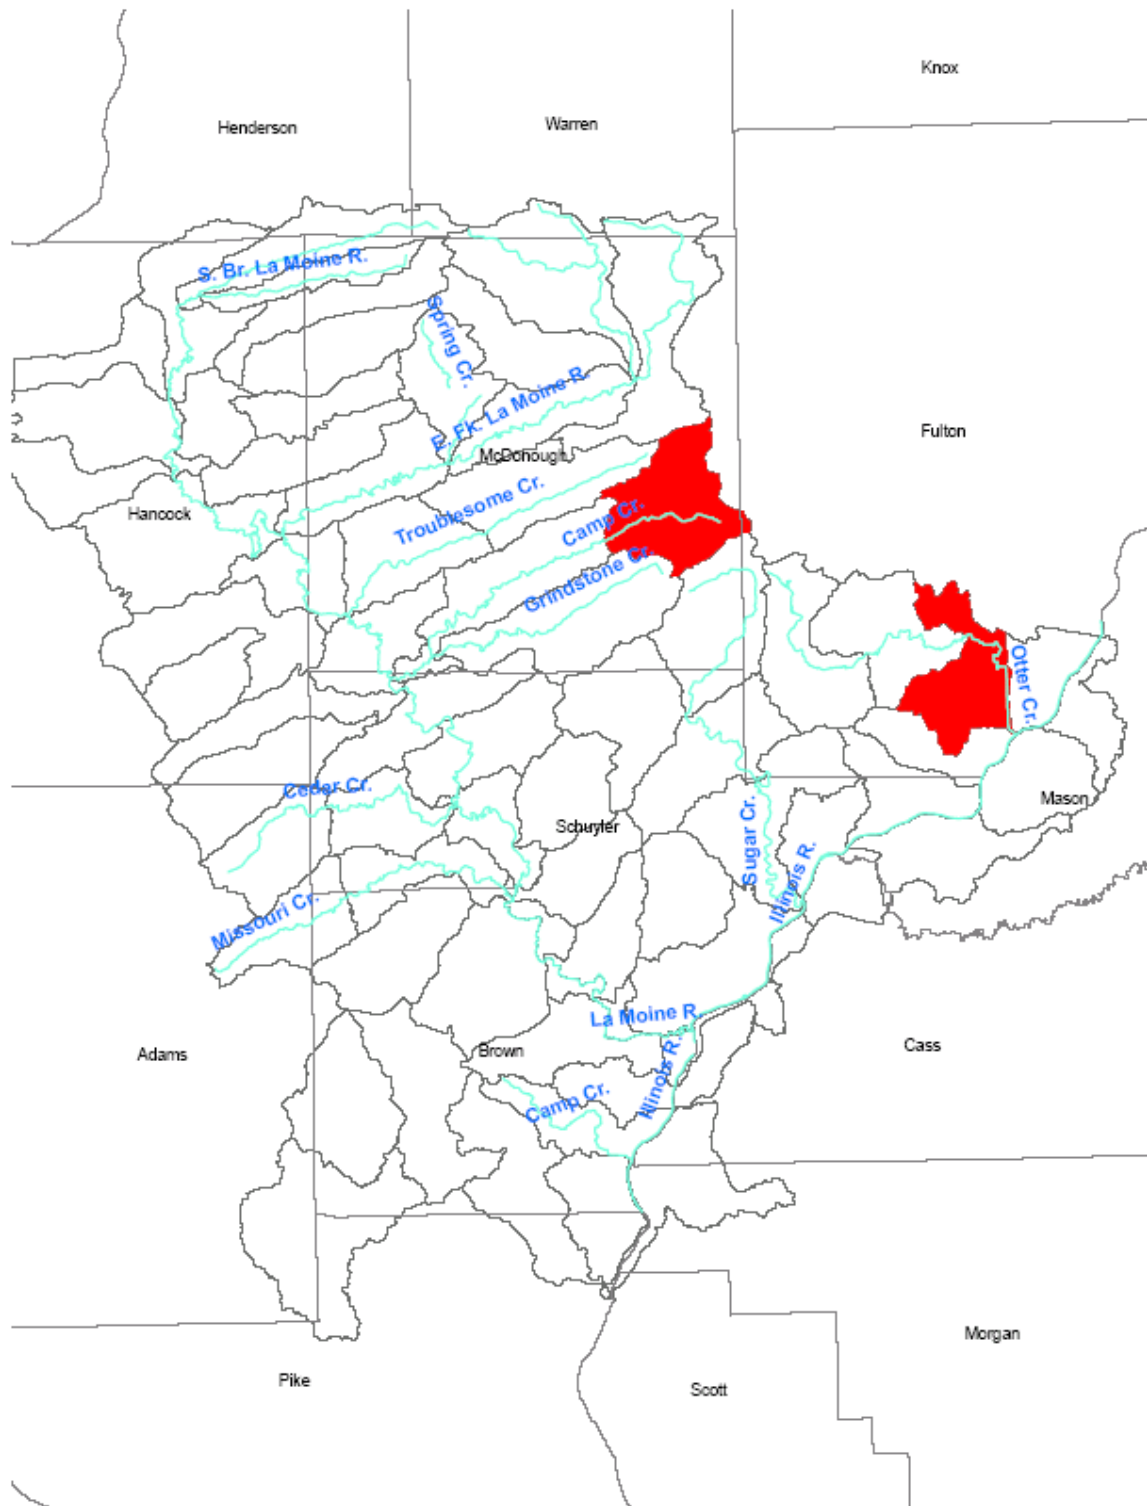 Knox
Henderson
Warren
S. Br. La Moine R.
Spring Cr.
E. Fk. La Moine R.
Fulton
McDonough
Troublesome Cr.
Hancock
Camp Cr.
Grindstone Cr.
Otter Cr.
Cedar Cr.
Mason
Schuyler
Sugar Cr.
Illinois R.
Missouri Cr.
La Moine R.
Cass
Adams
Brown
Illinois R.
Camp Cr.
Morgan
Pike
Scott